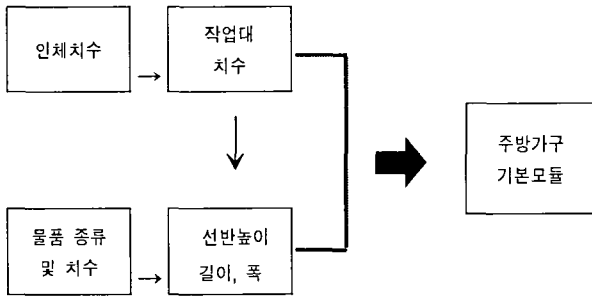 인체치수
작업대
치수
주방가구
기본모듈
물품 종류
및 치수
선반높이
길이, 폭